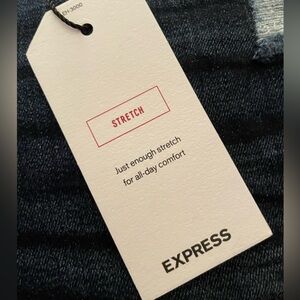 STRETCH
Just enough stretch
for all-day comfort
EXPRESS